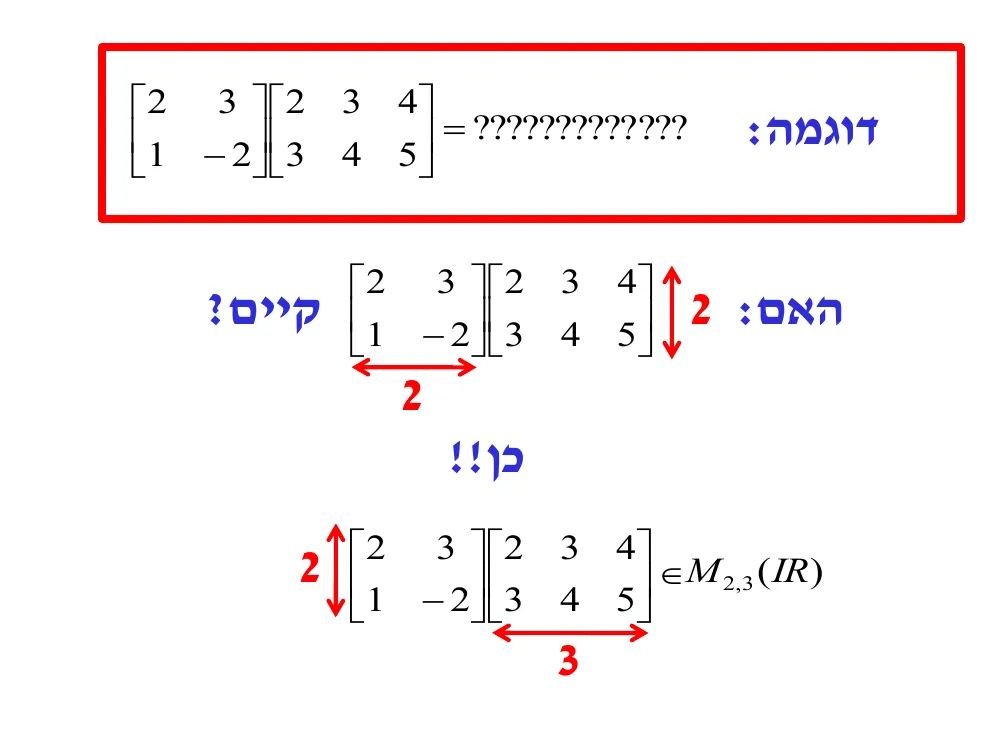 דוגמה: [2 3; 1 −2][2 3 4; 3 4 5] = ?????????????
האם: [2 3; 1 −2][2 3 4; 3 4 5] 2 קיים?
2
כן!!
2 [2 3; 1 −2][2 3 4; 3 4 5] ∈ M2,3(IR)
3